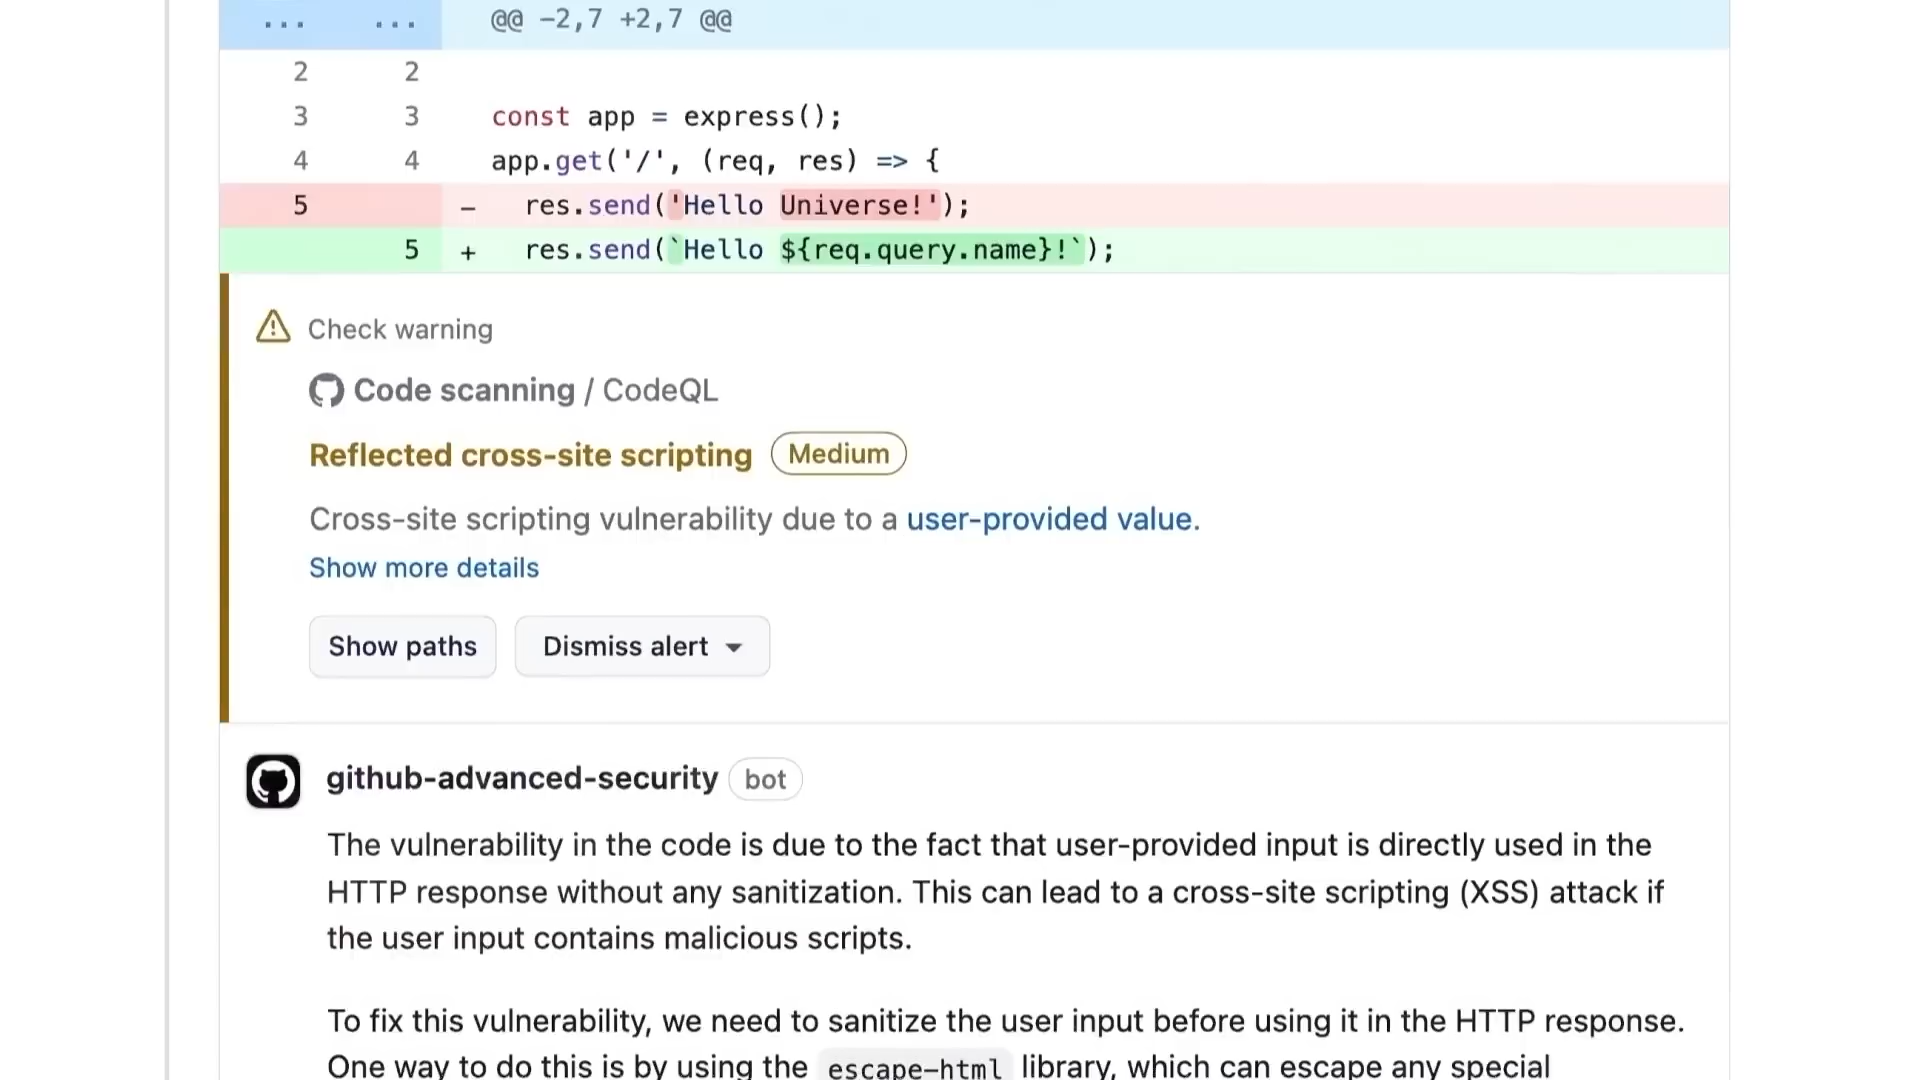 ... ... @@ -2,7 +2,7 @@
2 2
3 3 const app = express();
4 4 app.get('/', (req, res) => {
5 - res.send('Hello Universe!');
5 + res.send(`Hello ${req.query.name}!`);
Check warning
Code scanning / CodeQL
Reflected cross-site scripting Medium
Cross-site scripting vulnerability due to a user-provided value.
Show more details
Show paths Dismiss alert
github-advanced-security bot
The vulnerability in the code is due to the fact that user-provided input is directly used in the
HTTP response without any sanitization. This can lead to a cross-site scripting (XSS) attack if
the user input contains malicious scripts.
To fix this vulnerability, we need to sanitize the user input before using it in the HTTP response.
One way to do this is by using the escape-html library, which can escape any special